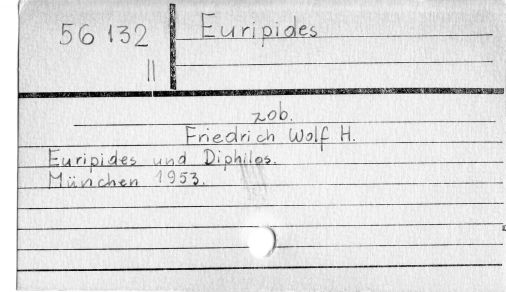 56 132
II
Euripides
zob.
Friedrich Wolf H.
Euripides und Diphilos.
München 1953.